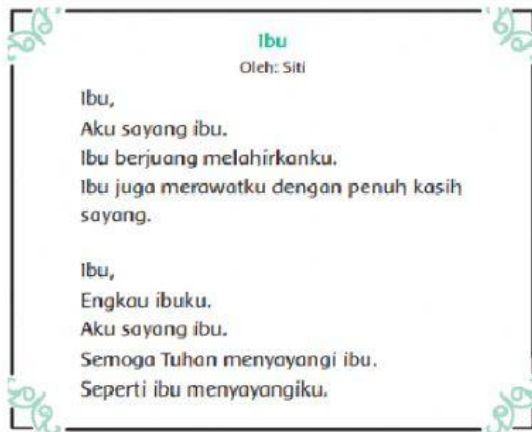 Ibu
Oleh: Siti
Ibu,
Aku sayang ibu.
Ibu berjuang melahirkanku.
Ibu juga merawatku dengan penuh kasih
sayang.
Ibu,
Engkau ibuku.
Aku sayang ibu.
Semoga Tuhan menyayangi ibu.
Seperti ibu menyayangiku.